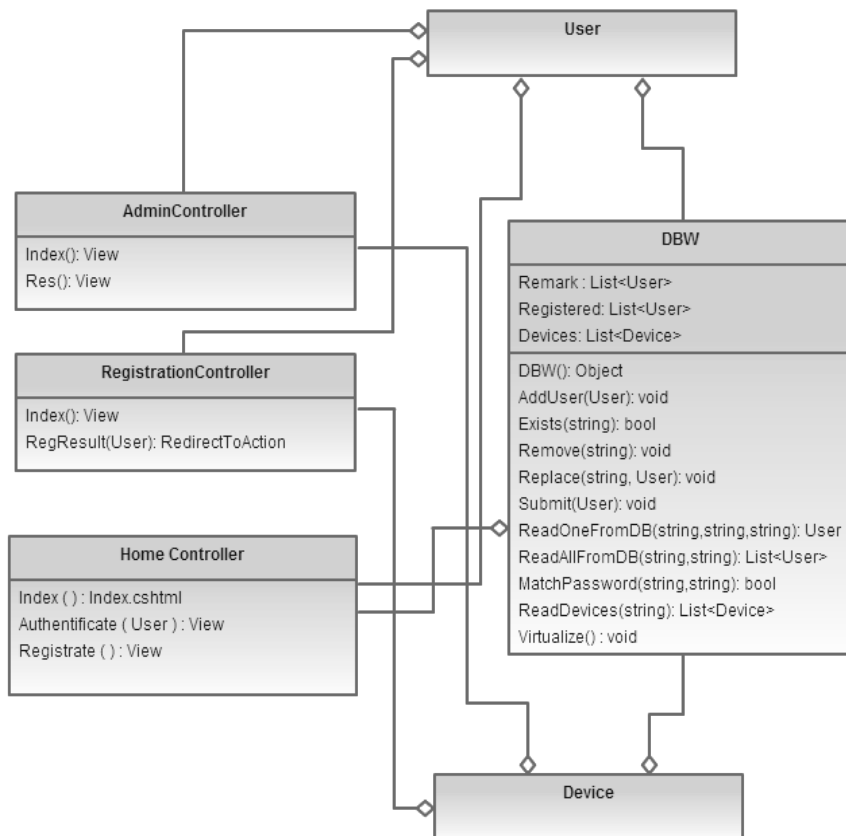 User
AdminController
Index(): View
Res(): View
DBW
Remark : List<User>
Registered: List<User>
Devices: List<Device>
DBW(): Object
AddUser(User): void
Exists(string): bool
Remove(string): void
Replace(string, User): void
Submit(User): void
ReadOneFromDB(string,string,string): User
ReadAllFromDB(string,string): List<User>
MatchPassword(string,string): bool
ReadDevices(string): List<Device>
Virtualize() : void
RegistrationController
Index(): View
RegResult(User): RedirectToAction
Home Controller
Index ( ) : Index.cshtml
Authentificate ( User ) : View
Registrate ( ) : View
Device